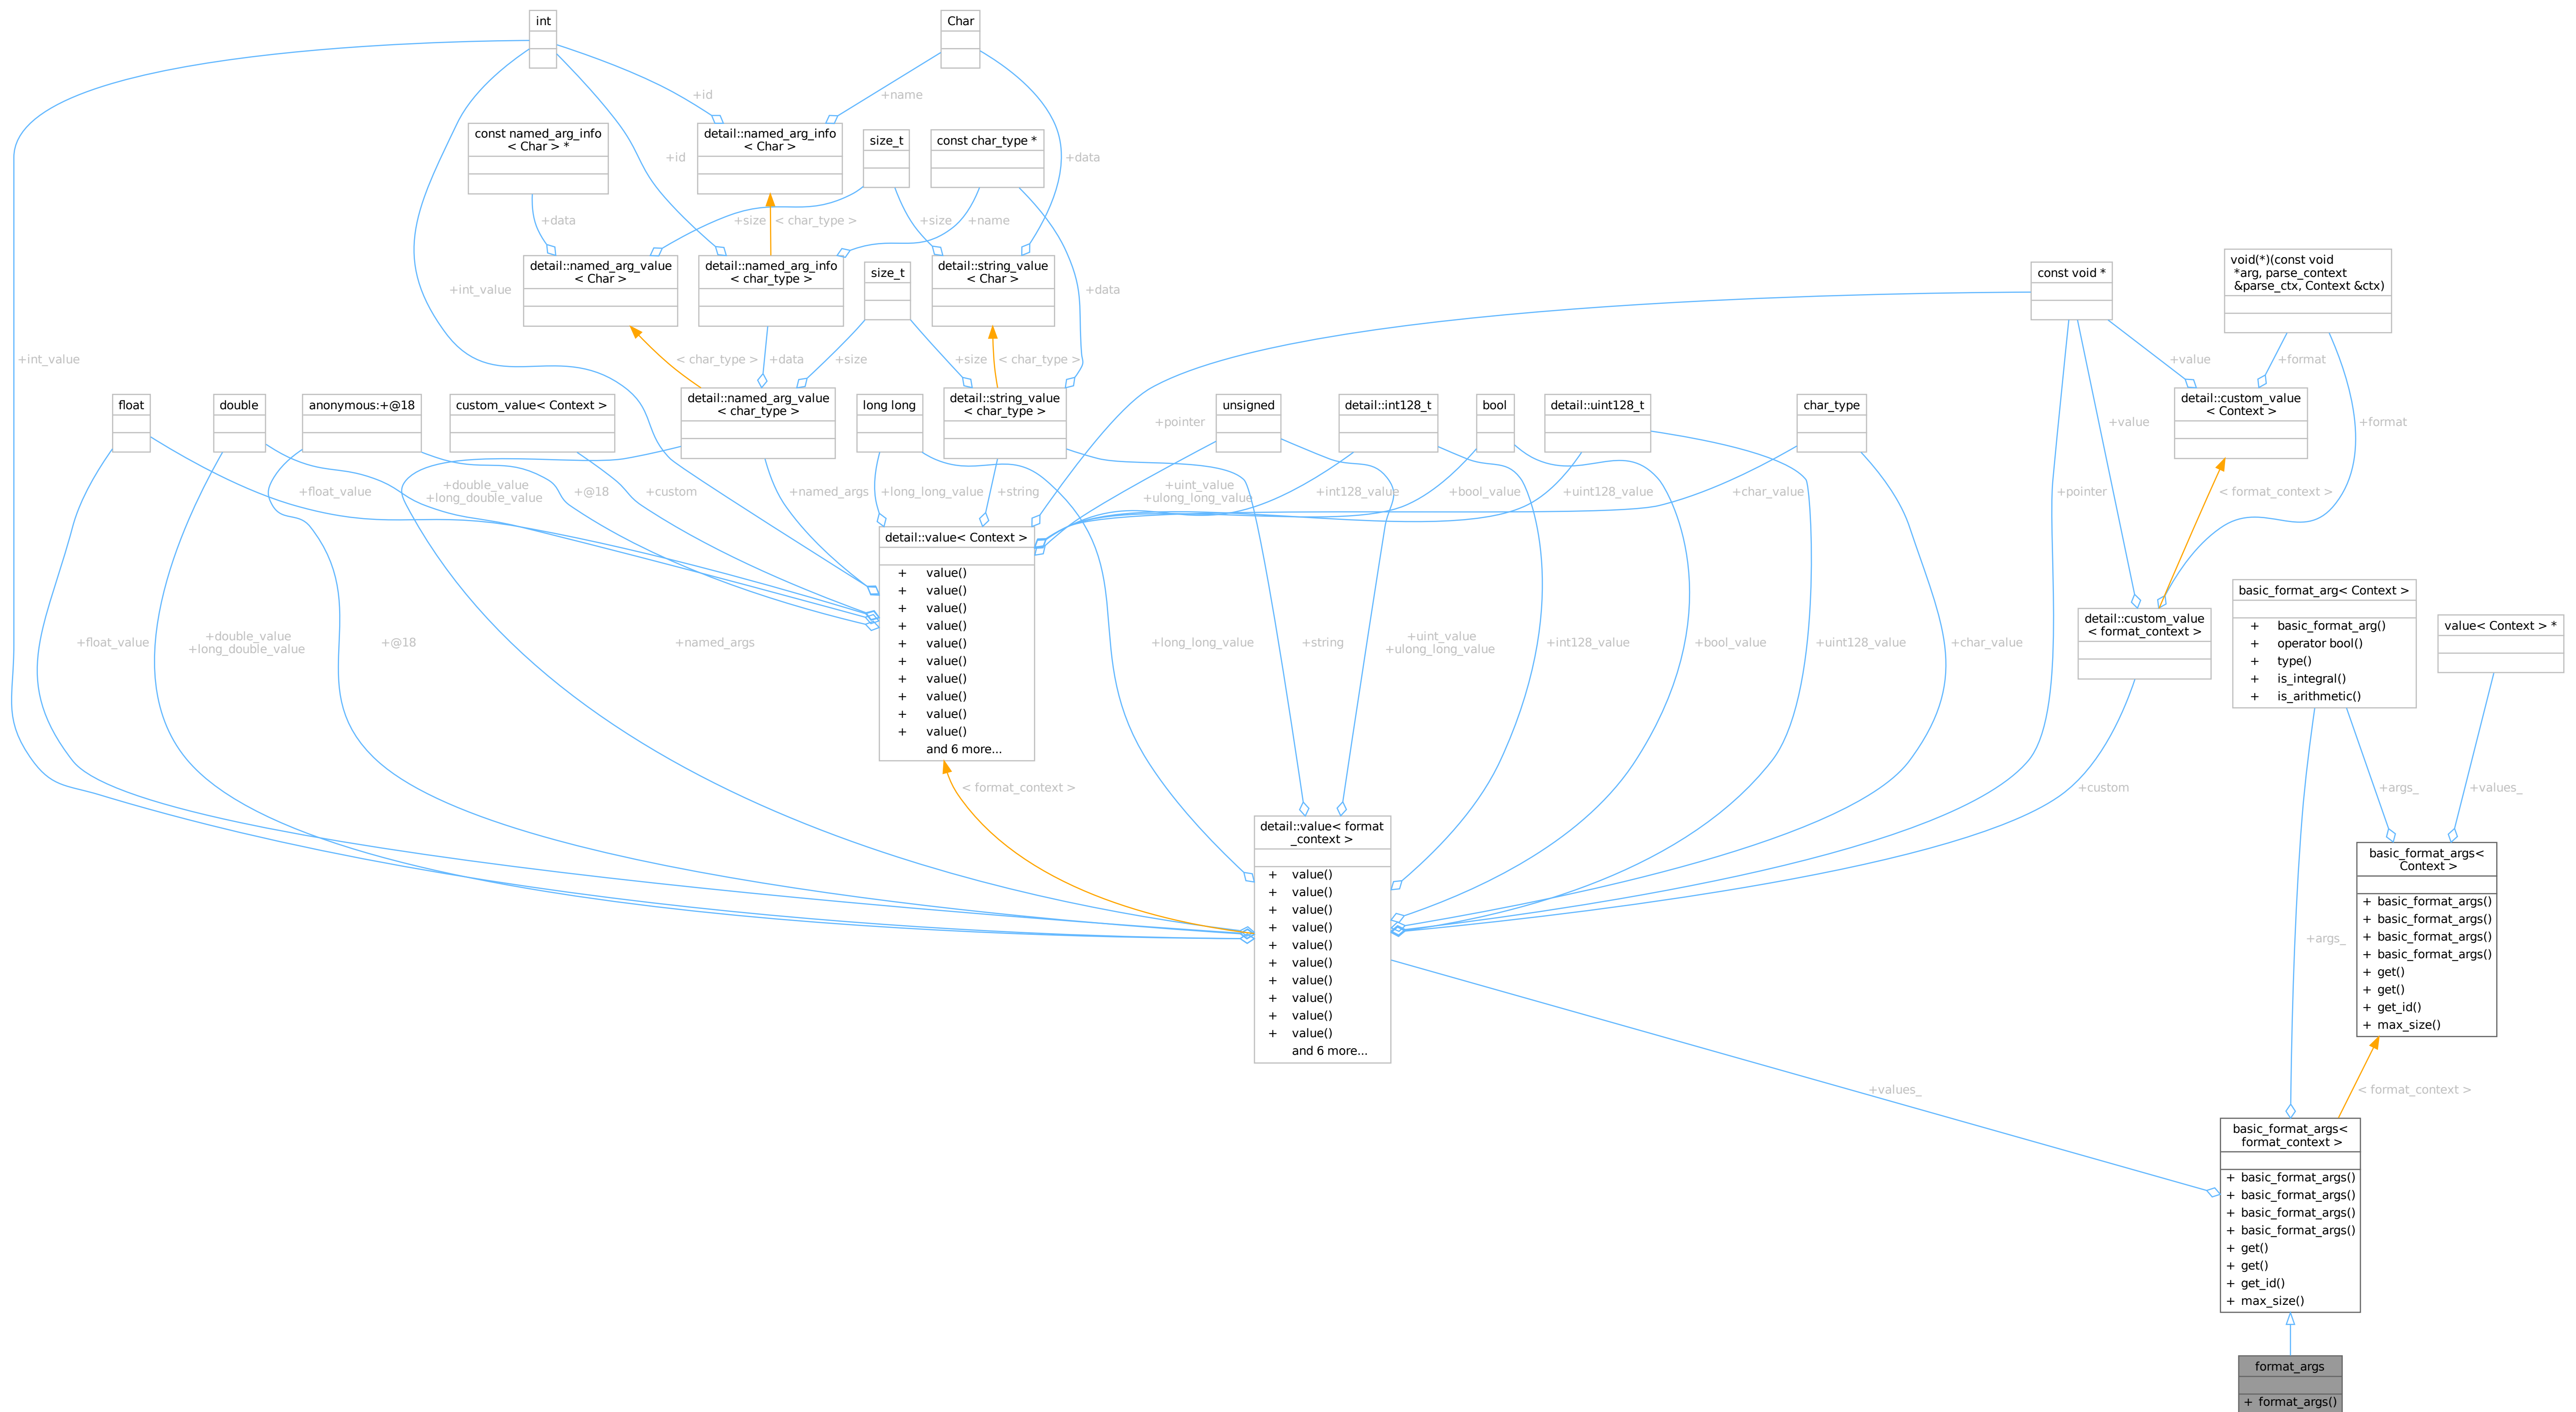 int
Char
+id
+name
const named_arg_info
< Char > *
detail::named_arg_info
< Char >
size_t
const char_type *
+id
+data
+data
+size
< char_type >
+size
+name
detail::named_arg_value
< Char >
detail::named_arg_info
< char_type >
size_t
detail::string_value
< Char >
const void *
void(*)(const void
*arg, parse_context
&parse_ctx, Context &ctx)
+int_value
+data
+int_value
< char_type >
+data
+size
+size
< char_type >
+value
+format
float
double
anonymous:+@18
custom_value< Context >
detail::named_arg_value
< char_type >
long long
detail::string_value
< char_type >
unsigned
detail::int128_t
bool
detail::uint128_t
char_type
detail::custom_value
< Context >
+pointer
+value
+format
+float_value
+double_value
+long_double_value
+@18
+custom
+named_args
+long_long_value
+string
+uint_value
+ulong_long_value
+int128_value
+bool_value
+uint128_value
+char_value
+pointer
< format_context >
detail::value< Context >
+ value()
+ value()
+ value()
+ value()
+ value()
+ value()
+ value()
+ value()
+ value()
+ value()
and 6 more...
detail::custom_value
< format_context >
basic_format_arg< Context >
+ basic_format_arg()
+ operator bool()
+ type()
+ is_integral()
+ is_arithmetic()
value< Context > *
+float_value
+double_value
+long_double_value
+@18
+named_args
+long_long_value
+string
+uint_value
+ulong_long_value
+int128_value
+bool_value
+uint128_value
+char_value
< format_context >
+custom
+args_
+values_
detail::value< format
_context >
+ value()
+ value()
+ value()
+ value()
+ value()
+ value()
+ value()
+ value()
+ value()
+ value()
and 6 more...
basic_format_args<
Context >
+ basic_format_args()
+ basic_format_args()
+ basic_format_args()
+ basic_format_args()
+ get()
+ get()
+ get_id()
+ max_size()
+args_
+values_
< format_context >
basic_format_args<
format_context >
+ basic_format_args()
+ basic_format_args()
+ basic_format_args()
+ basic_format_args()
+ get()
+ get()
+ get_id()
+ max_size()
format_args
+ format_args()